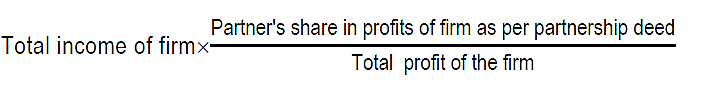 Partner's share in profits of firm as per partnership deed
Total income of firm×
Total profit of the firm